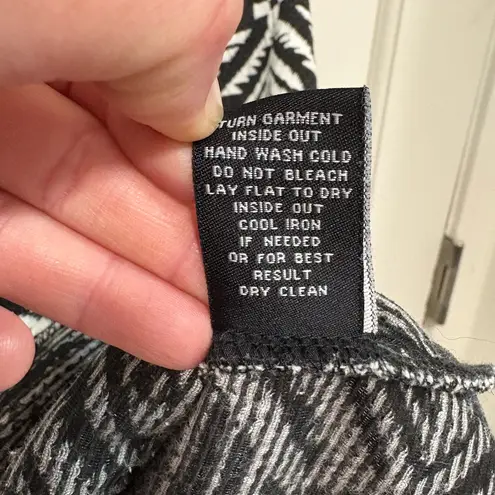 TURN GARMENT
INSIDE OUT
HAND WASH COLD
DO NOT BLEACH
LAY FLAT TO DRY
INSIDE OUT
COOL IRON
IF NEEDED
OR FOR BEST
RESULT
DRY CLEAN